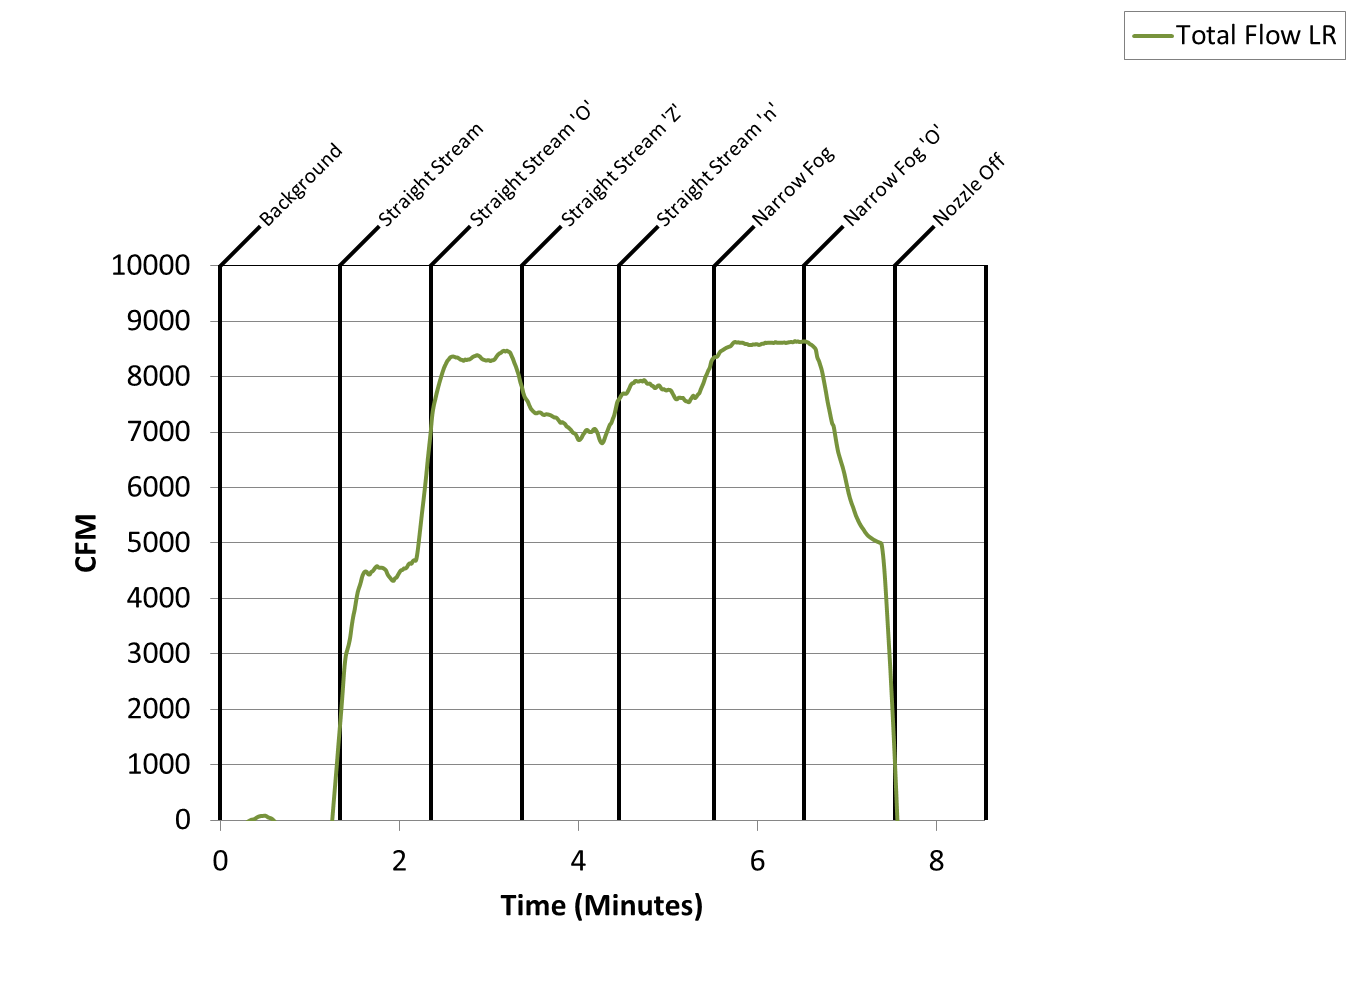 Total Flow LR
Background
Straight Stream
Straight Stream 'O'
Straight Stream 'Z'
Straight Stream 'n'
Narrow Fog
Narrow Fog 'O'
Nozzle Off
10000
9000
8000
7000
6000
5000
4000
3000
2000
1000
0
CFM
0 2 4 6 8
Time (Minutes)